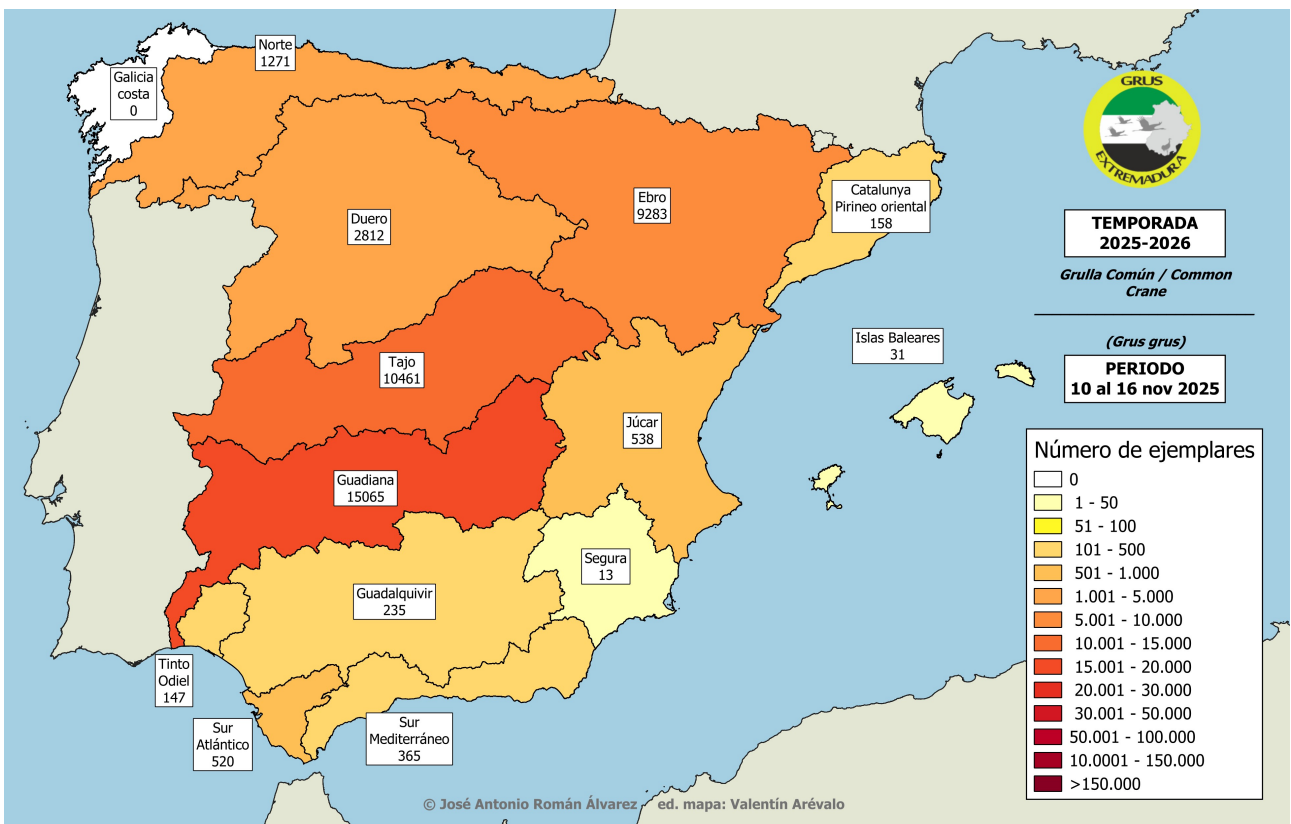 Norte
1271
Galicia
costa
0
Duero
2812
Ebro
9283
Catalunya
Pirineo oriental
158
Tajo
10461
Islas Baleares
31
Júcar
538
Guadiana
15065
Segura
13
Guadalquivir
235
Tinto
Odiel
147
Sur
Atlántico
520
Sur
Mediterráneo
365
GRUS
EXTREMADURA
TEMPORADA
2025-2026
Grulla Común / Common
Crane
(Grus grus)
PERIODO
10 al 16 nov 2025
Número de ejemplares
0
1 - 50
51 - 100
101 - 500
501 - 1.000
1.001 - 5.000
5.001 - 10.000
10.001 - 15.000
15.001 - 20.000
20.001 - 30.000
30.001 - 50.000
50.001 - 100.000
10.0001 - 150.000
>150.000
© José Antonio Román Álvarez ed. mapa: Valentín Arévalo